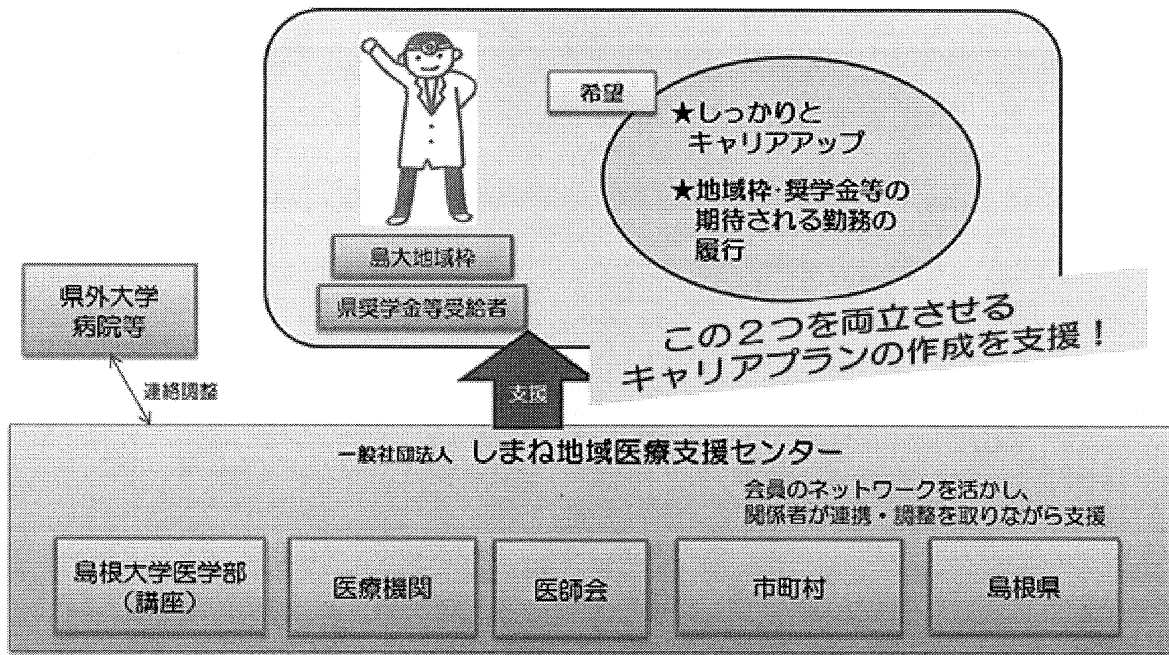 希望
★しっかりと
キャリアアップ
★地域枠・奨学金等の
期待される勤務の
履行
島大地域枠
県奨学金等受給者
県外大学
病院等
この2つを両立させる
キャリアプランの作成を支援！
連絡調整
支援
一般社団法人 しまね地域医療支援センター
会員のネットワークを活かし、
関係者が連携・調整を取りながら支援
島根大学医学部
（講座）
医療機関
医師会
市町村
島根県